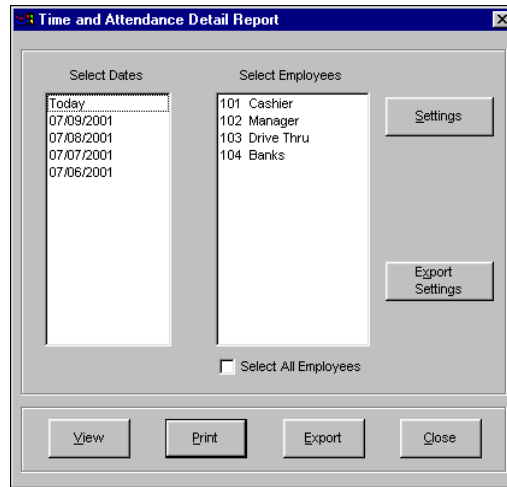 Time and Attendance Detail Report
Select Dates
Today
07/09/2001
07/08/2001
07/07/2001
07/06/2001
Select Employees
101 Cashier
102 Manager
103 Drive Thru
104 Banks
Select All Employees
Settings
Export
Settings
View
Print
Export
Close